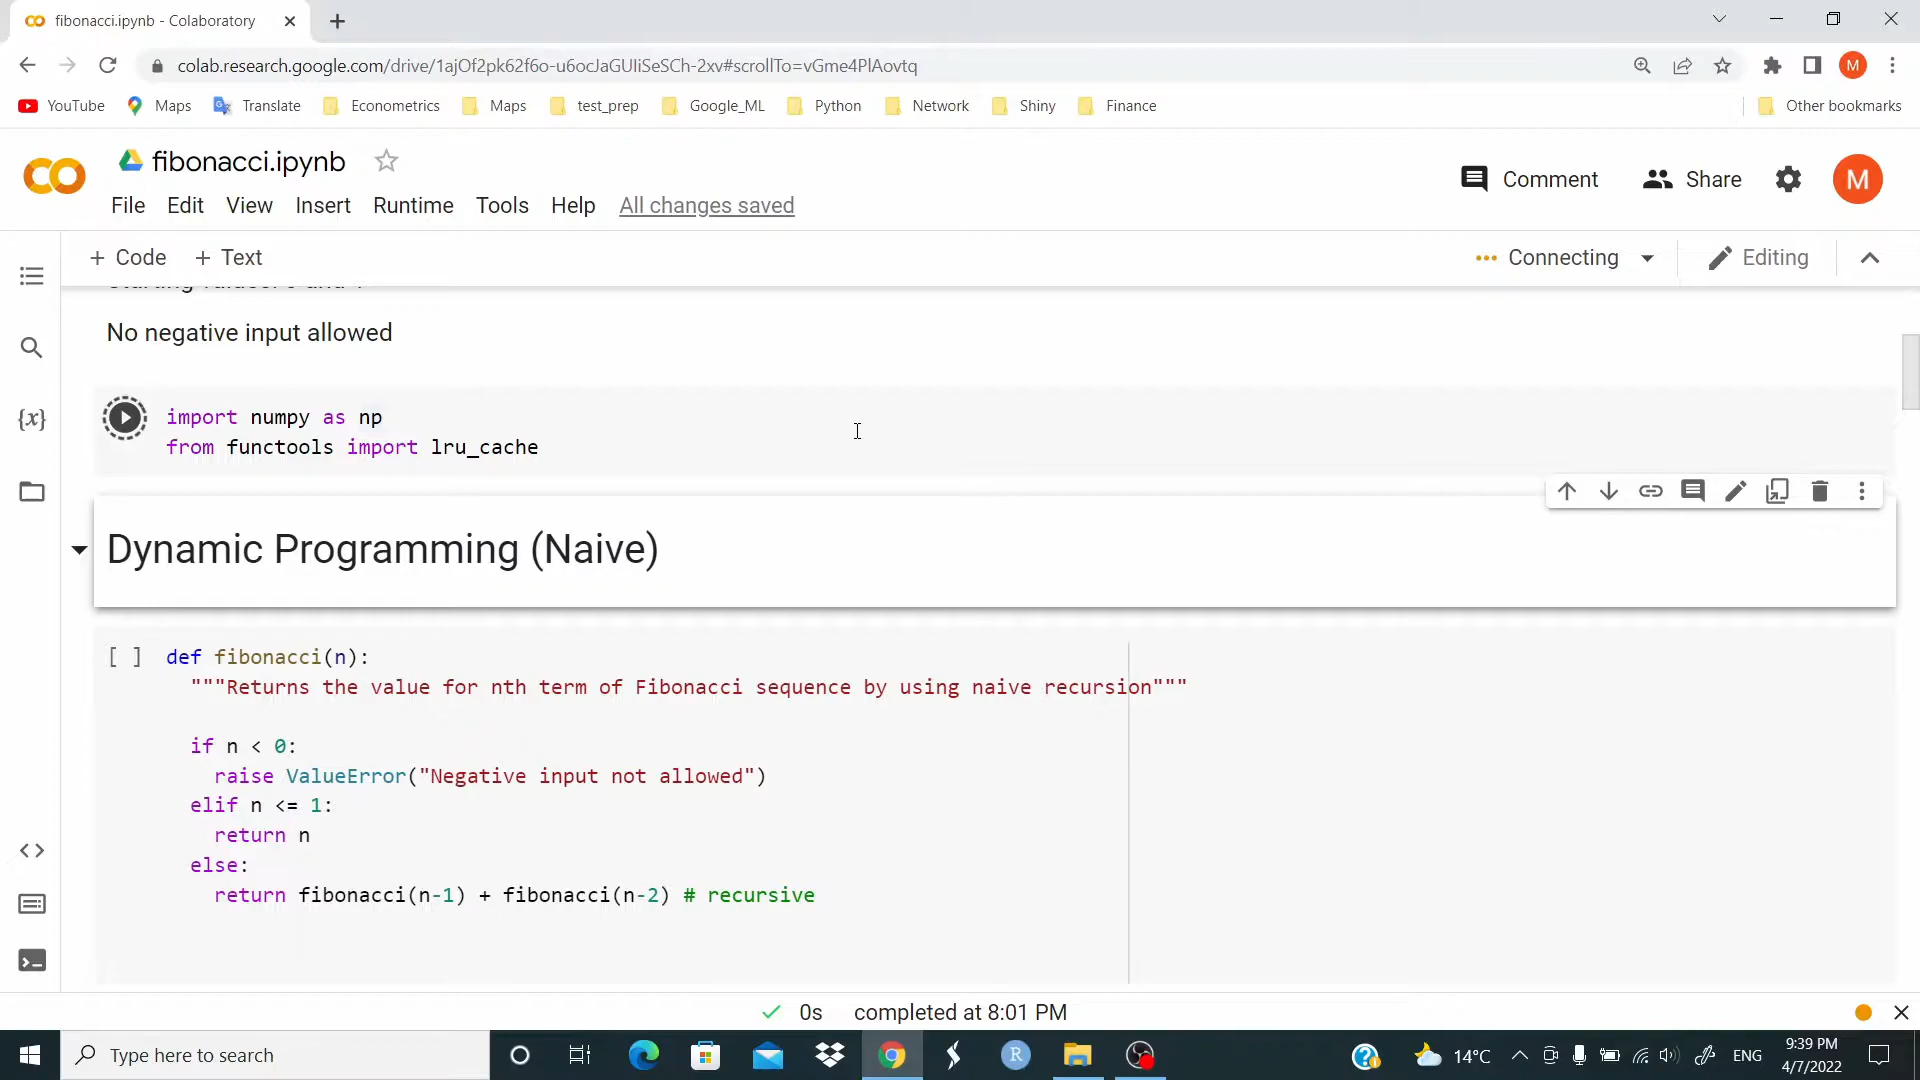 fibonacci.ipynb - Colaboratory
colab.research.google.com/drive/1ajOf2pk62f6o-u6ocJaGUIiSeSCh-2xv#scrollTo=vGme4PlAovtq
M
YouTube Maps Translate Econometrics Maps test_prep Google_ML Python Network Shiny Finance Other bookmarks
fibonacci.ipynb
Comment Share M
File Edit View Insert Runtime Tools Help All changes saved
+ Code + Text Connecting Editing
No negative input allowed
{x}
import numpy as np
from functools import lru_cache
Dynamic Programming (Naive)
[ ] def fibonacci(n):
"""Returns the value for nth term of Fibonacci sequence by using naive recursion"""
if n < 0:
raise ValueError("Negative input not allowed")
elif n <= 1:
return n
else:
return fibonacci(n-1) + fibonacci(n-2) # recursive
0s completed at 8:01 PM
Type here to search
R
14°C
ENG
9:39 PM
4/7/2022